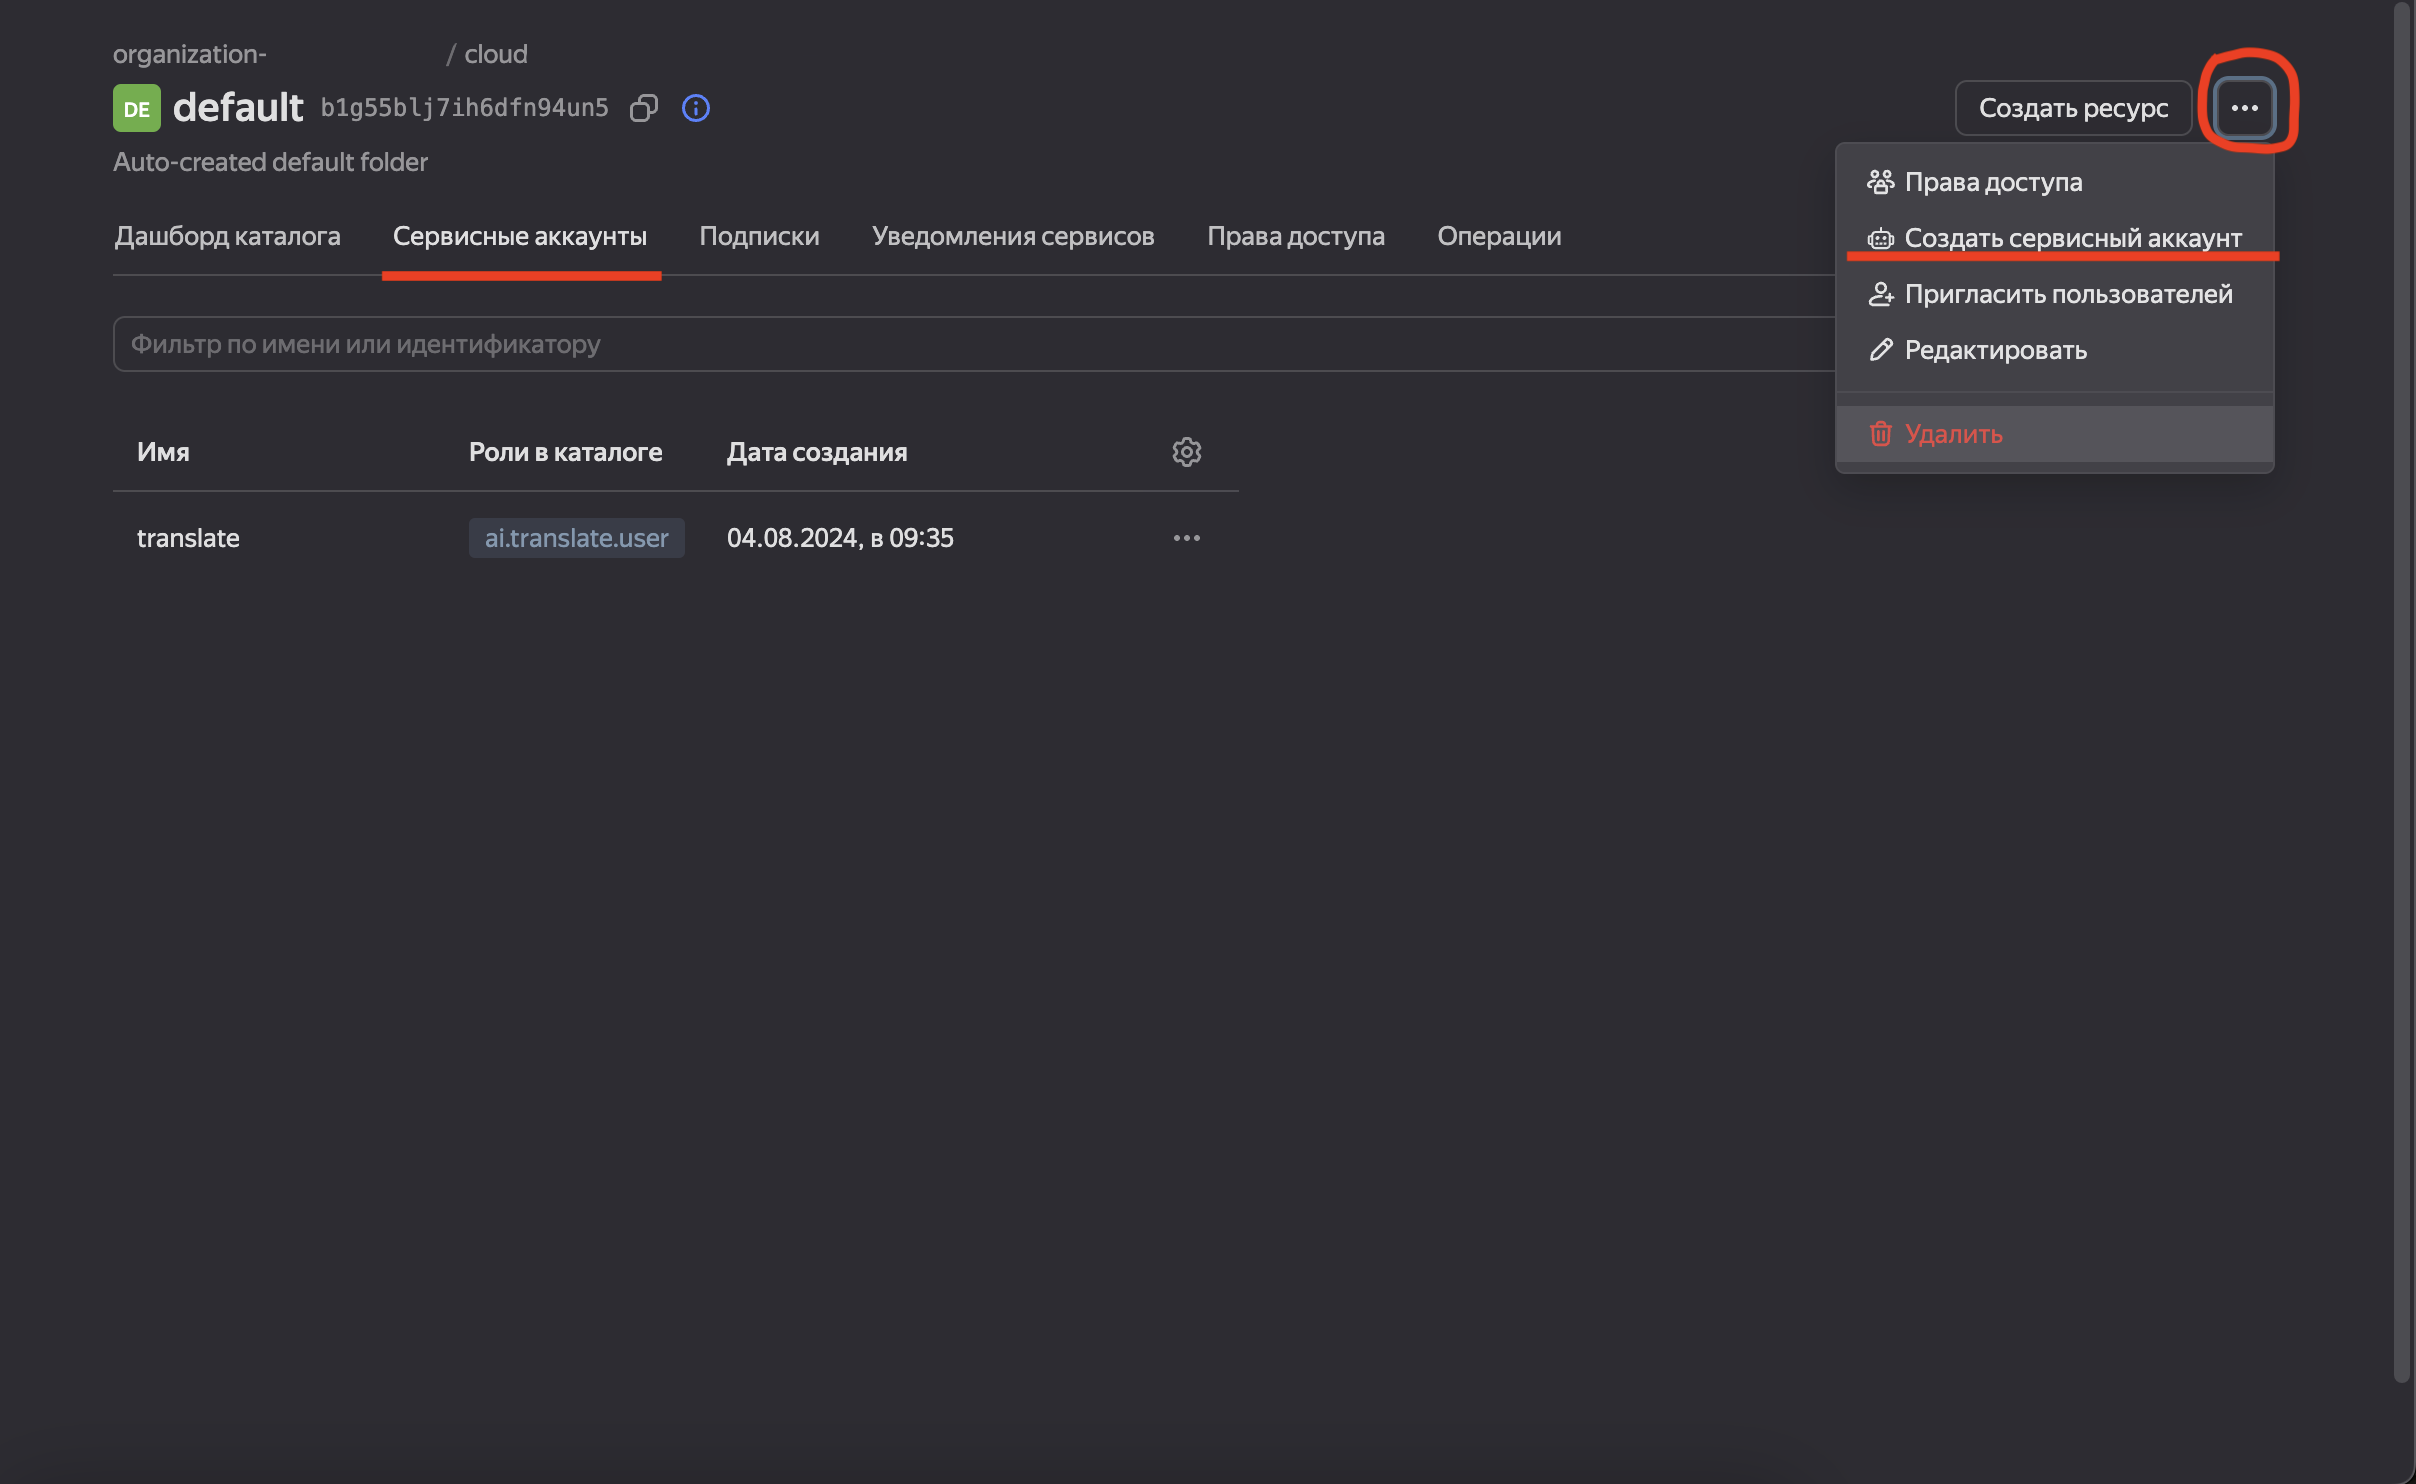 organization- / cloud
DE default b1g55blj7ih6dfn94un5
Создать ресурс
Auto-created default folder
Права доступа
Создать сервисный аккаунт
Пригласить пользователей
Редактировать
Удалить
Дашборд каталога Сервисные аккаунты Подписки Уведомления сервисов Права доступа Операции
Фильтр по имени или идентификатору
Имя Роли в каталоге Дата создания
translate ai.translate.user 04.08.2024, в 09:35